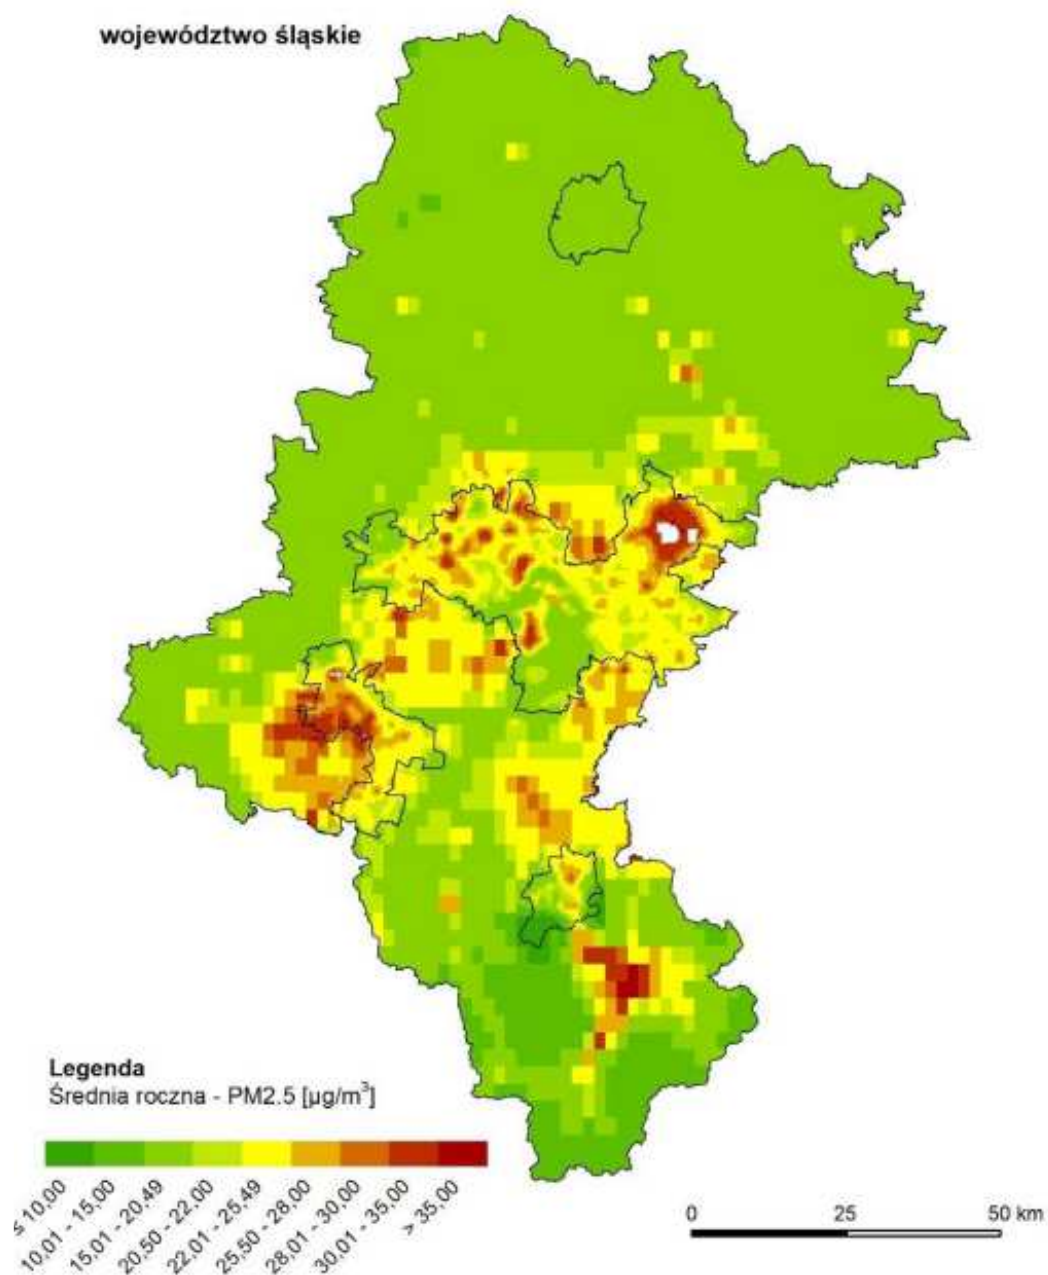 województwo śląskie
Legenda
Średnia roczna - PM2.5 [µg/m³]
≤ 10,00
10,01 - 15,00
15,01 - 20,49
20,50 - 22,00
22,01 - 25,49
25,50 - 28,00
28,01 - 30,00
30,01 - 35,00
> 35,00
0 25 50 km